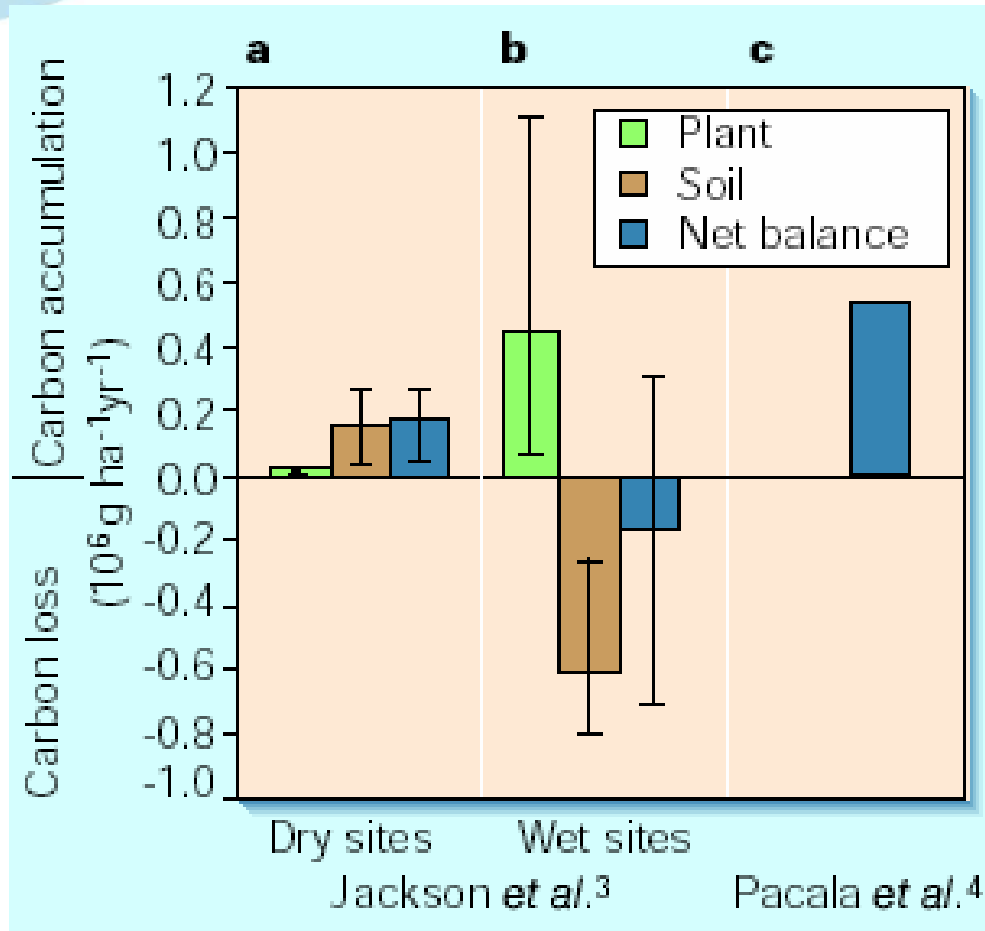 a b c
Carbon accumulation
Carbon loss
(10⁶ g ha⁻¹yr⁻¹)
1.2
1.0
0.8
0.6
0.4
0.2
0.0
-0.2
-0.4
-0.6
-0.8
-1.0
Plant
Soil
Net balance
Dry sites Wet sites
Jackson et al.³ Pacala et al.⁴